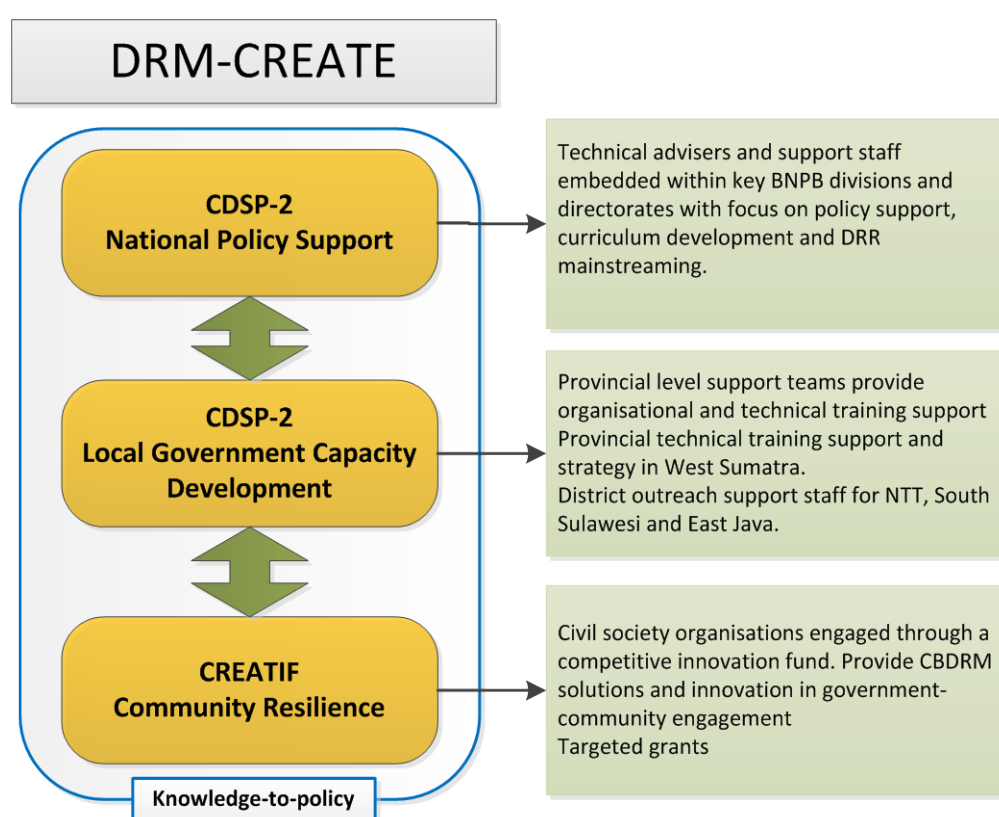 DRM-CREATE
CDSP-2
National Policy Support
Technical advisers and support staff
embedded within key BNPB divisions and
directorates with focus on policy support,
curriculum development and DRR
mainstreaming.
CDSP-2
Local Government Capacity
Development
Provincial level support teams provide
organisational and technical training support
Provincial technical training support and
strategy in West Sumatra.
District outreach support staff for NTT, South
Sulawesi and East Java.
CREATIF
Community Resilience
Civil society organisations engaged through a
competitive innovation fund. Provide CBDRM
solutions and innovation in government-
community engagement
Targeted grants
Knowledge-to-policy